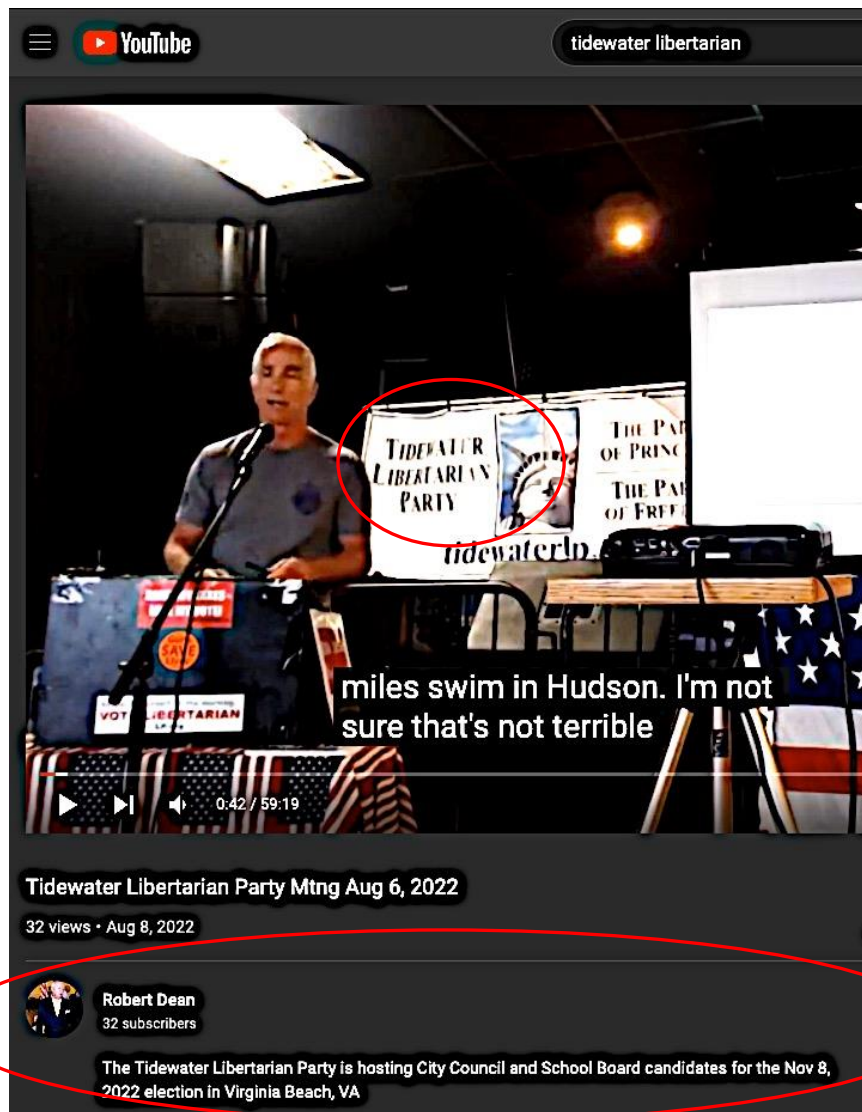 YouTube
tidewater libertarian
TIDEWATER
LIBERTARIAN
PARTY
THE PAR
OF PRINC
THE PAR
OF FREE
tidewaterlp.
SAVE
VOTE LIBERTARIAN
miles swim in Hudson. I'm not
sure that's not terrible
0:42 / 59:19
Tidewater Libertarian Party Mtng Aug 6, 2022
32 views • Aug 8, 2022
Robert Dean
32 subscribers
The Tidewater Libertarian Party is hosting City Council and School Board candidates for the Nov 8,
2022 election in Virginia Beach, VA